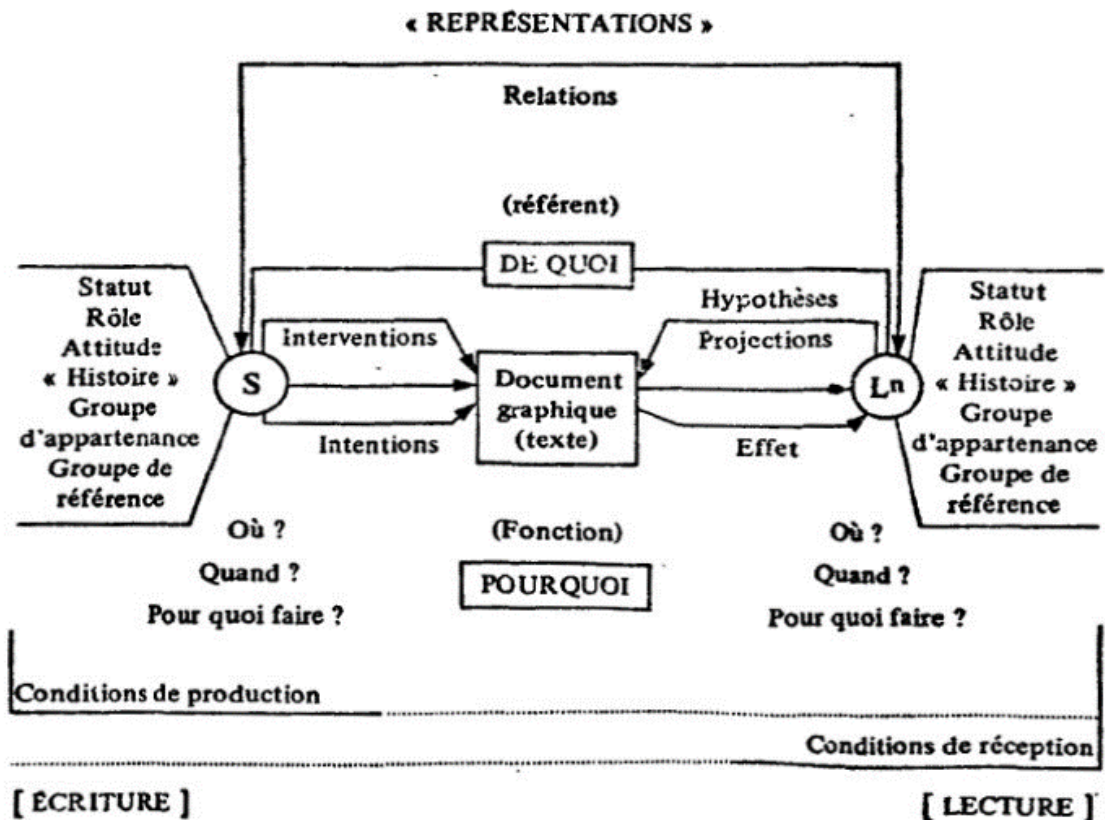 « REPRÉSENTATIONS »
Relations
(référent)
DE QUOI
Statut
Rôle
Attitude
« Histoire »
Groupe
d'appartenance
Groupe de
référence
S
Interventions
Intentions
Document
graphique
(texte)
Hypothèses
Projections
Effet
Ln
Statut
Rôle
Attitude
« Histoire »
Groupe
d'appartenance
Groupe de
référence
Où ?
Quand ?
Pour quoi faire ?
(Fonction)
POURQUOI
Où ?
Quand ?
Pour quoi faire ?
Conditions de production
Conditions de réception
[ ÉCRITURE ]
[ LECTURE ]